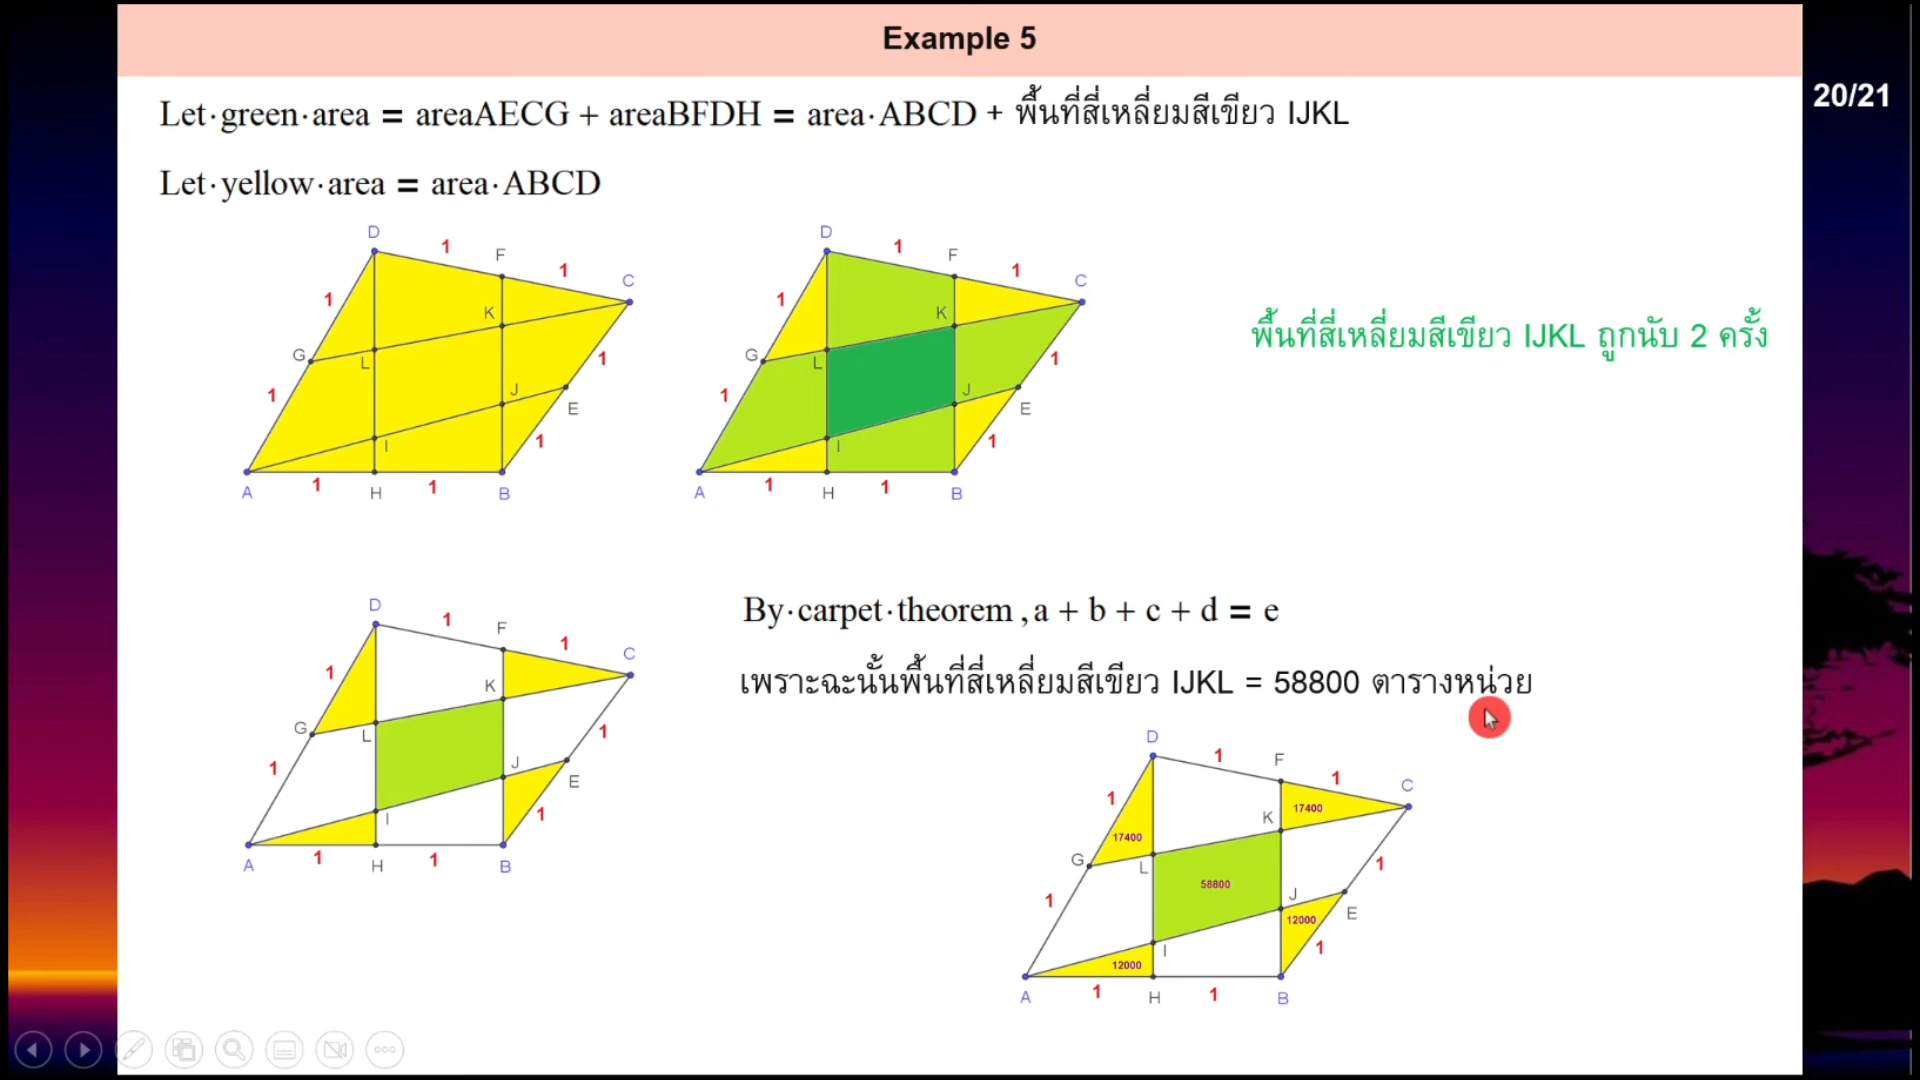 Example 5
20/21
Let·green·area = areaAECG + areaBFDH = area·ABCD + พื้นที่สี่เหลี่ยมสีเขียว IJKL
Let·yellow·area = area·ABCD
D 1 F 1 C
1 K
G L 1
1 J E
I 1
A 1 H 1 B
D 1 F 1 C
1 K
G L 1
1 J E
I 1
A 1 H 1 B
พื้นที่สี่เหลี่ยมสีเขียว IJKL ถูกนับ 2 ครั้ง
D 1 F 1 C
1 K
G L 1
1 J E
I 1
A 1 H 1 B
By·carpet·theorem , a + b + c + d = e
เพราะฉะนั้นพื้นที่สี่เหลี่ยมสีเขียว IJKL = 58800 ตารางหน่วย
D 1 F 1 C
1 K 17400
17400
G L 1
58800
1 J E
12000
I 1
12000
A 1 H 1 B